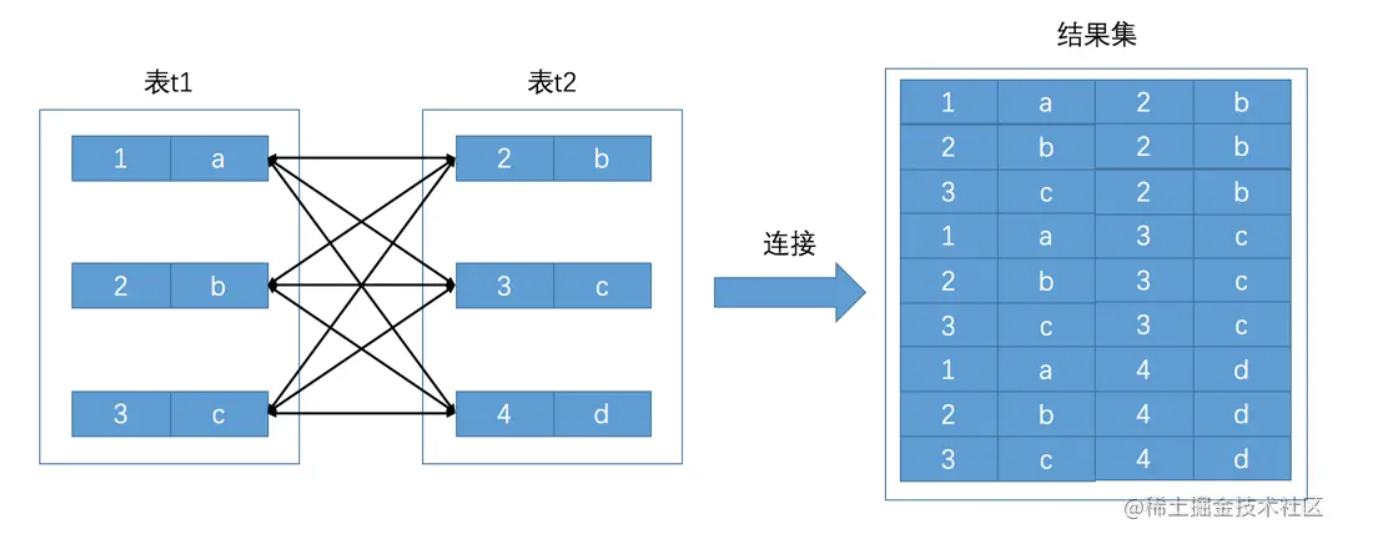 结果集
表t1
表t2
1 a 2 b
2 b 3 c
3 c 4 d
连接
1 a 2 b
2 b 2 b
3 c 2 b
1 a 3 c
2 b 3 c
3 c 3 c
1 a 4 d
2 b 4 d
3 c 4 d
@稀土掘金技术社区